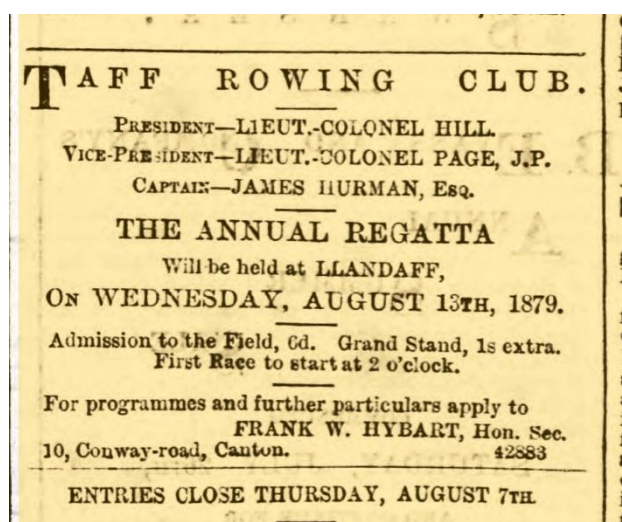 TAFF ROWING CLUB.
PRESIDENT—LIEUT.-COLONEL HILL.
VICE-PRESIDENT—LIEUT.-COLONEL PAGE, J.P.
CAPTAIN—JAMES HURMAN, ESQ.
THE ANNUAL REGATTA
Will be held at LLANDAFF,
ON WEDNESDAY, AUGUST 13TH, 1879.
Admission to the Field, 6d. Grand Stand, 1s extra.
First Race to start at 2 o'clock.
For programmes and further particulars apply to
FRANK W. HYBART, Hon. Sec.
10, Conway-road, Canton. 42883
ENTRIES CLOSE THURSDAY, AUGUST 7TH